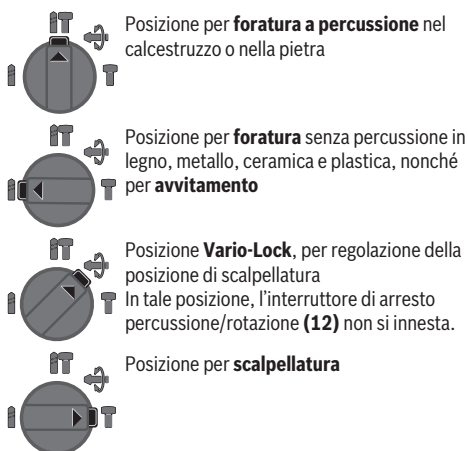 Posizione per foratura a percussione nel
calcestruzzo o nella pietra
Posizione per foratura senza percussione in
legno, metallo, ceramica e plastica, nonché
per avvitamento
Posizione Vario-Lock, per regolazione della
posizione di scalpellatura
In tale posizione, l'interruttore di arresto
percussione/rotazione (12) non si innesta.
Posizione per scalpellatura